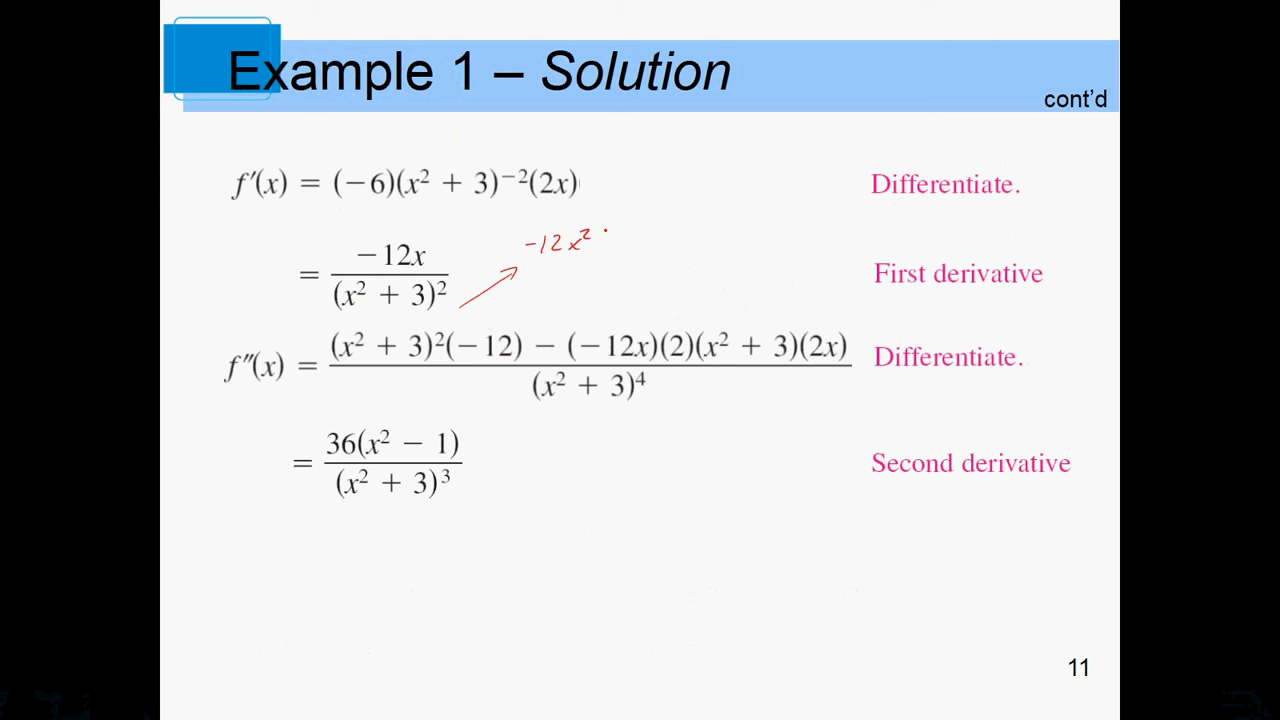 Example 1 – Solution
cont'd
f′(x) = (−6)(x² + 3)⁻²(2x) Differentiate.
= −12x / (x² + 3)² First derivative
−12x²
f″(x) = (x² + 3)²(−12) − (−12x)(2)(x² + 3)(2x) / (x² + 3)⁴ Differentiate.
= 36(x² − 1) / (x² + 3)³ Second derivative
11